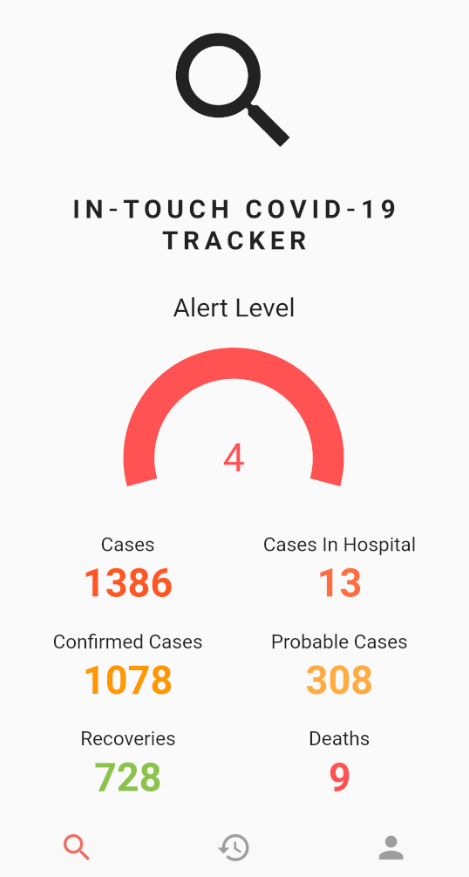 IN-TOUCH COVID-19
TRACKER
Alert Level
4
Cases
1386
Cases In Hospital
13
Confirmed Cases
1078
Probable Cases
308
Recoveries
728
Deaths
9